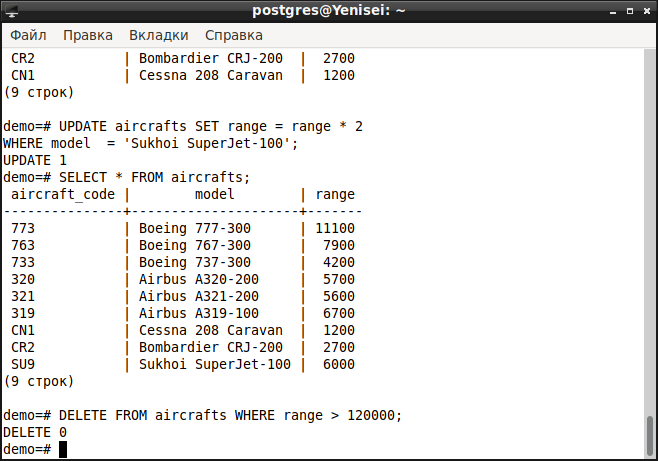 postgres@Yenisei: ~
Файл Правка Вкладки Справка
 CR2           | Bombardier CRJ-200  |  2700
 CN1           | Cessna 208 Caravan  |  1200
(9 строк)
demo=# UPDATE aircrafts SET range = range * 2
WHERE model  = 'Sukhoi SuperJet-100';
UPDATE 1
demo=# SELECT * FROM aircrafts;
 aircraft_code |        model        | range
---------------+---------------------+-------
 773           | Boeing 777-300      | 11100
 763           | Boeing 767-300      |  7900
 733           | Boeing 737-300      |  4200
 320           | Airbus A320-200     |  5700
 321           | Airbus A321-200     |  5600
 319           | Airbus A319-100     |  6700
 CN1           | Cessna 208 Caravan  |  1200
 CR2           | Bombardier CRJ-200  |  2700
 SU9           | Sukhoi SuperJet-100 |  6000
(9 строк)
demo=# DELETE FROM aircrafts WHERE range > 120000;
DELETE 0
demo=#